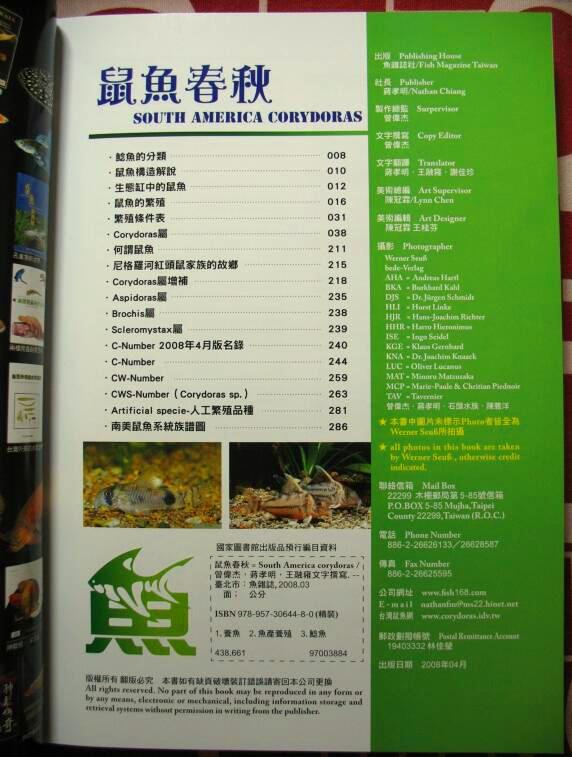 鼠魚春秋
SOUTH AMERICA CORYDORAS
·鯰魚的分類 008
·鼠魚構造解說 010
·生態缸中的鼠魚 012
·鼠魚的繁殖 016
·繁殖條件表 031
·Corydoras屬 038
·何謂鼠魚 211
·尼格羅河紅頭鼠家族的故鄉 215
·Corydoras屬增補 218
·Aspidoras屬 235
·Brochis屬 238
·Scleromystax屬 239
·C-Number 2008年4月版名錄 240
·C-Number 244
·CW-Number 259
·CWS-Number（Corydoras sp.） 263
·Artificial specie-人工繁殖品種 281
·南美鼠魚系統族譜圖 286
國家圖書館出版品預行編目資料
鼠魚春秋 = South America corydoras /
曾偉杰．蔣孝明．王融雍文字撰寫. --
臺北市：魚雜誌,2008.03
面； 公分
ISBN 978-957-30644-8-0 (精裝)
1.養魚 2.魚產養殖 3.鯰魚
438.661 97003884
版權所有 翻版必究 本書如有缺頁破壞裝訂錯誤請寄回本公司更換
All rights reserved. No part of this book may be reproduced in any form or
by any means, electronic or mechanical, including information storage and
retrieval systems without permission in writing from the publisher.
出版 Publishing House
魚雜誌社/Fish Magazine Taiwan
社長 Publisher
蔣孝明/Nathan Chiang
製作總監 Surpervisor
曾偉杰
文字撰寫 Copy Editor
曾偉杰
文字翻譯 Translator
蔣孝明．王融雍．謝佳珍
美術總編 Art Supervisor
陳冠霖/Lynn Chen
美術編輯 Art Designer
陳冠霖 王桂芬
攝影 Photographer
Werner Seuß
bede-Verlag
AHA = Andreas Hartl
BKA = Burkhard Kahl
DJS = Dr. Jürgen Schmidt
HLI = Horst Linke
HJR = Hans-Joachim Richter
HHR = Harro Hieronimus
ISE = Ingo Seidel
KGE = Klaus Gernhard
KNA = Dr. Joachim Knaack
LUC = Oliver Lucanus
MAT = Minoru Matsuzaka
MCP = Marie-Paule & Chritian Piednoir
TAV = Tavernier
曾偉杰．蔣孝明．石頭水族．陳觀洋
★ 本書中圖片未標示Photo者皆全為
Werner Seuß所拍攝
★ all photos in this book are taken
by Werner Seuß , otherwise credit
indicated.
聯絡信箱 Mail Box
22299 木柵郵局第 5-85號信箱
P.O.BOX 5-85 Mujha,Taipei
County 22299,Taiwan (R.O.C.)
電話 Phone Number
886-2-26626133／26628587
傳真 Fax Number
886-2-26625595
公司網址 www.fish168.com
E - m a i l nathanfm@ms22.hinet.net
台灣鼠魚網 www.corydoras.idv.tw
郵政劃撥帳號 Postal Remittance Account
19403332 林佳瑩
出版日期 2008年04月